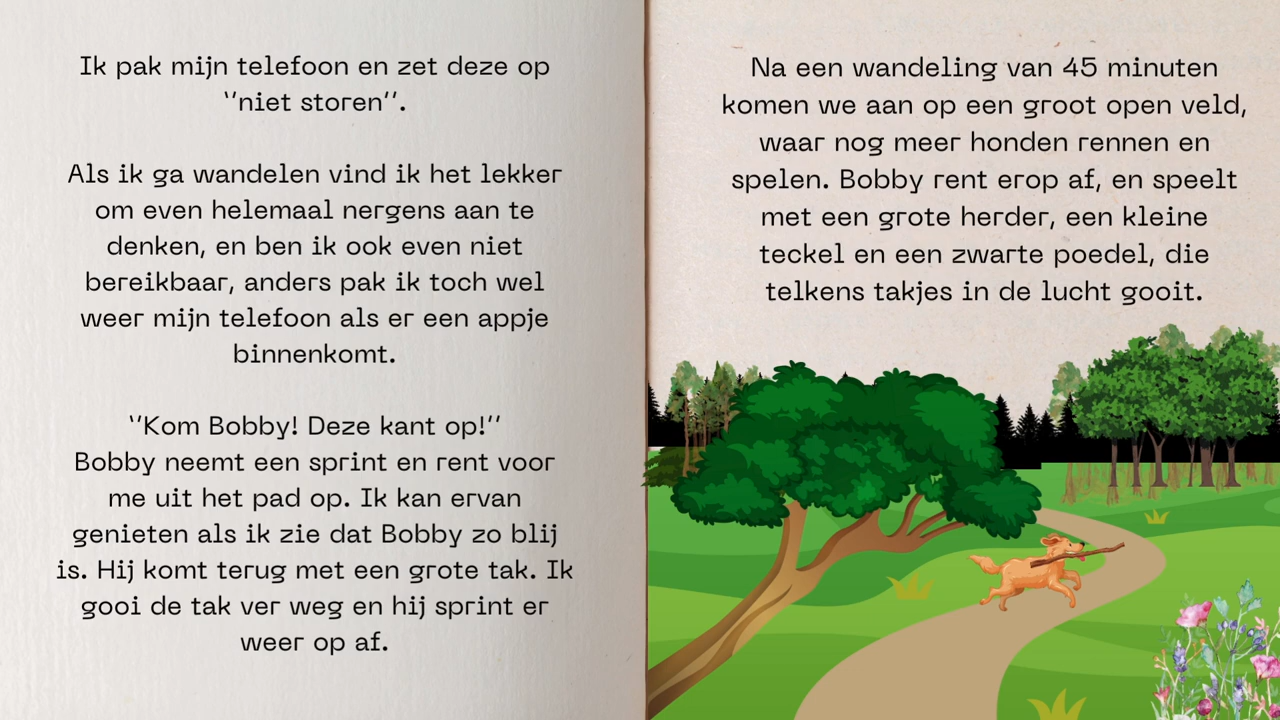 Ik pak mijn telefoon en zet deze op
‘’niet storen’’.
Als ik ga wandelen vind ik het lekker
om even helemaal nergens aan te
denken, en ben ik ook even niet
bereikbaar, anders pak ik toch wel
weer mijn telefoon als er een appje
binnenkomt.
‘’Kom Bobby! Deze kant op!’’
Bobby neemt een sprint en rent voor
me uit het pad op. Ik kan ervan
genieten als ik zie dat Bobby zo blij
is. Hij komt terug met een grote tak. Ik
gooi de tak ver weg en hij sprint er
weer op af.
Na een wandeling van 45 minuten
komen we aan op een groot open veld,
waar nog meer honden rennen en
spelen. Bobby rent erop af, en speelt
met een grote herder, een kleine
teckel en een zwarte poedel, die
telkens takjes in de lucht gooit.